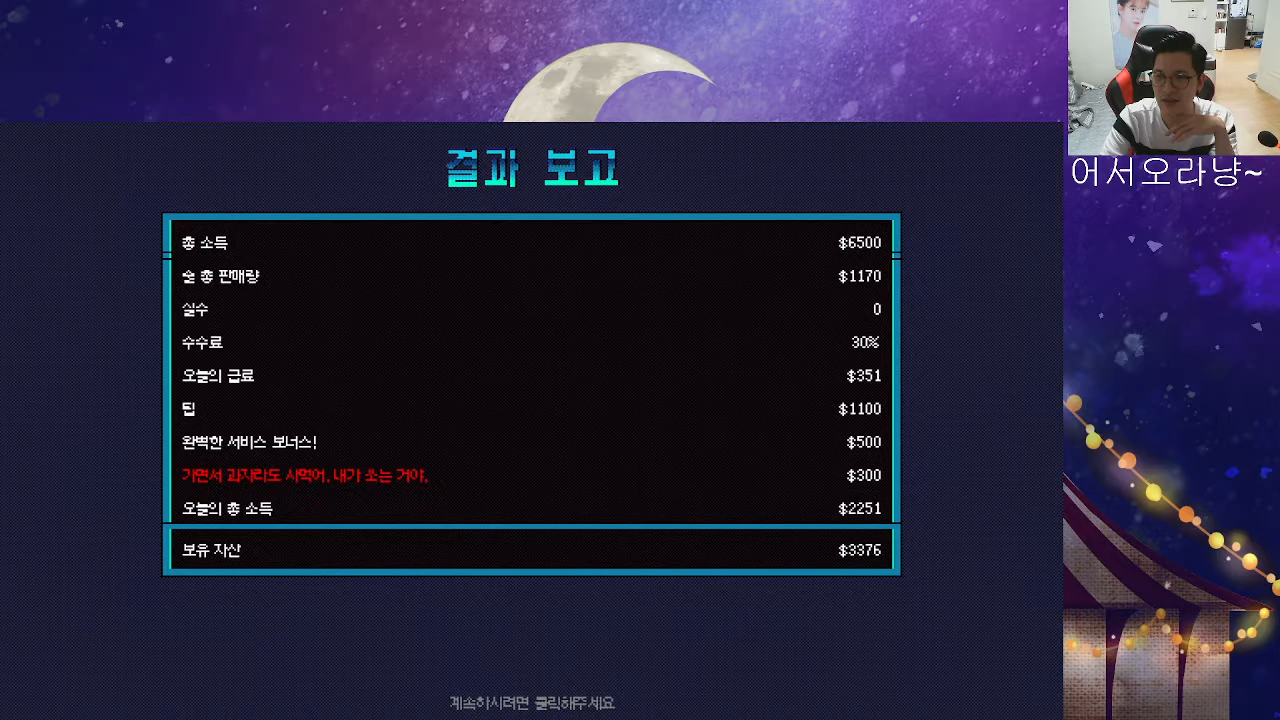 어서오라냥~
결과 보고
총 소득 $6500
술 총 판매량 $1170
실수 0
수수료 30%
오늘의 급료 $351
팁 $1100
완벽한 서비스 보너스! $500
가면서 과자라도 사먹어, 내가 쏘는 거야. $300
오늘의 총 소득 $2251
보유 자산 $3376
계속하시려면 클릭해주세요